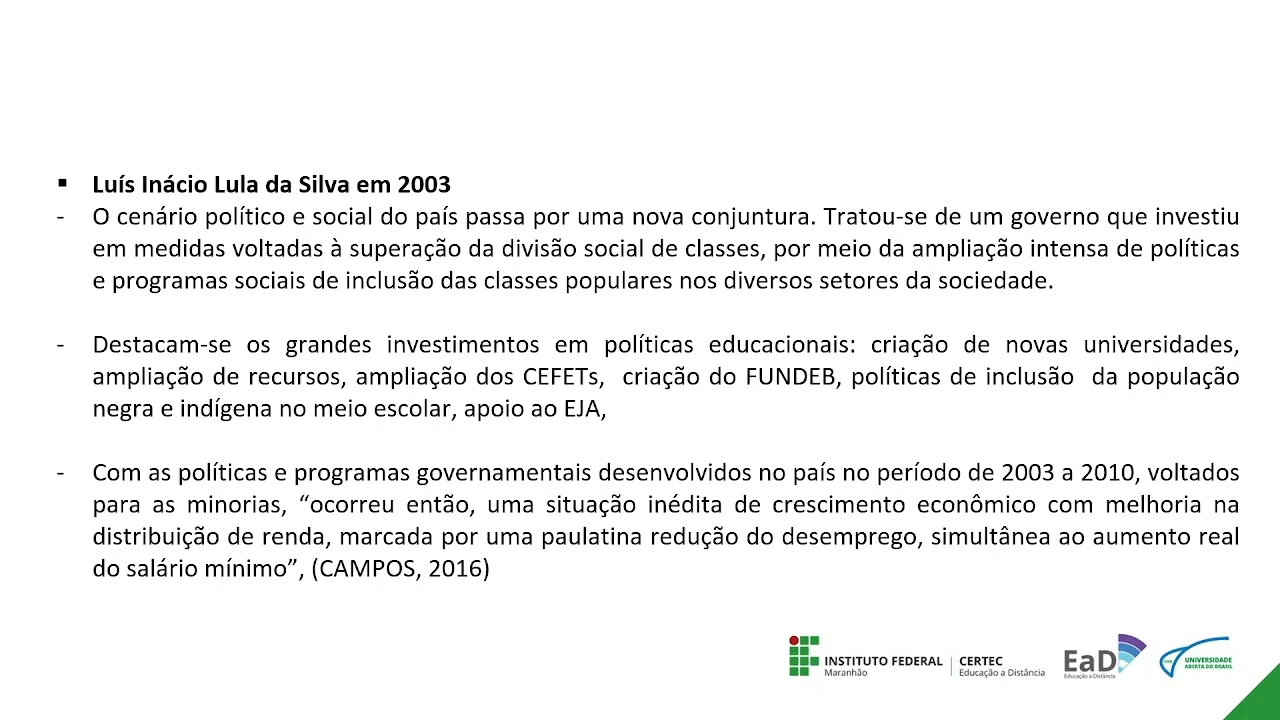 ▪ Luís Inácio Lula da Silva em 2003
- O cenário político e social do país passa por uma nova conjuntura. Tratou-se de um governo que investiu
em medidas voltadas à superação da divisão social de classes, por meio da ampliação intensa de políticas
e programas sociais de inclusão das classes populares nos diversos setores da sociedade.
- Destacam-se os grandes investimentos em políticas educacionais: criação de novas universidades,
ampliação de recursos, ampliação dos CEFETs, criação do FUNDEB, políticas de inclusão da população
negra e indígena no meio escolar, apoio ao EJA,
- Com as políticas e programas governamentais desenvolvidos no país no período de 2003 a 2010, voltados
para as minorias, “ocorreu então, uma situação inédita de crescimento econômico com melhoria na
distribuição de renda, marcada por uma paulatina redução do desemprego, simultânea ao aumento real
do salário mínimo”, (CAMPOS, 2016)
INSTITUTO FEDERAL
Maranhão
CERTEC
Educação a Distância
EaD
Educação a Distância
UNIVERSIDADE
ABERTA DO BRASIL